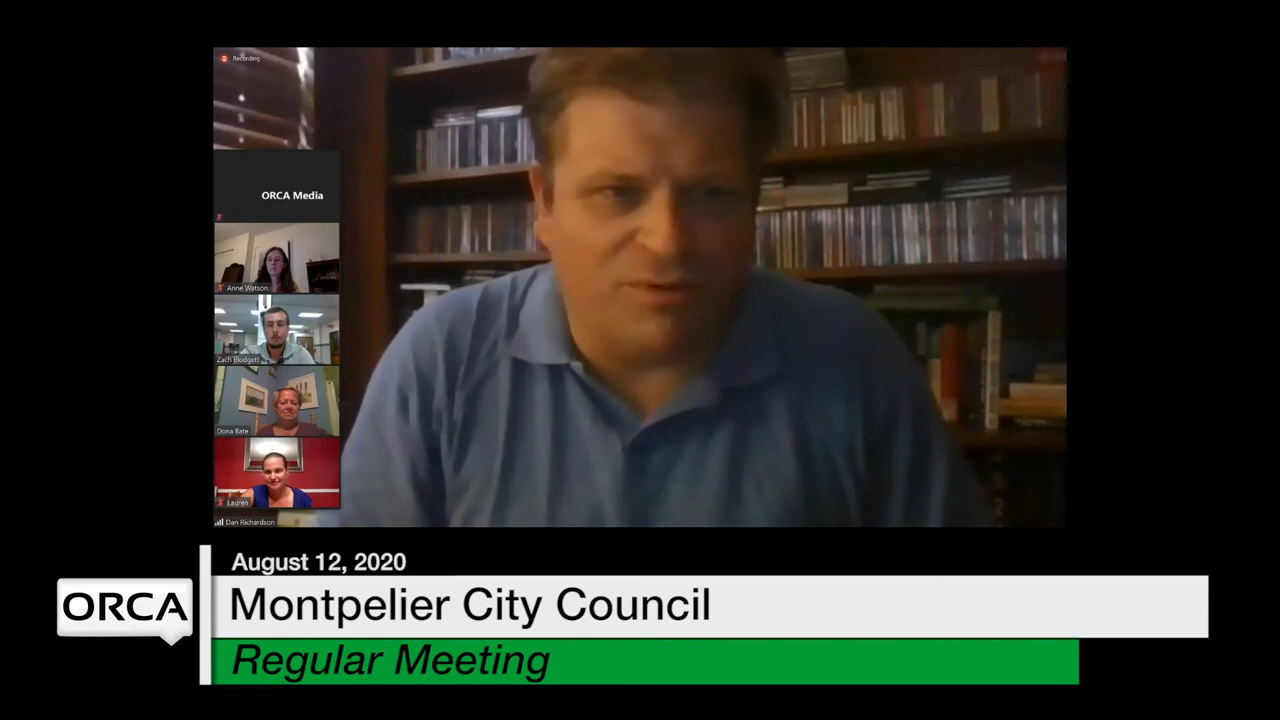 Recording
ORCA Media
Anne Watson
Zach Blodgett
Dona Bate
Lauren
Dan Richardson
August 12, 2020
ORCA
Montpelier City Council
Regular Meeting